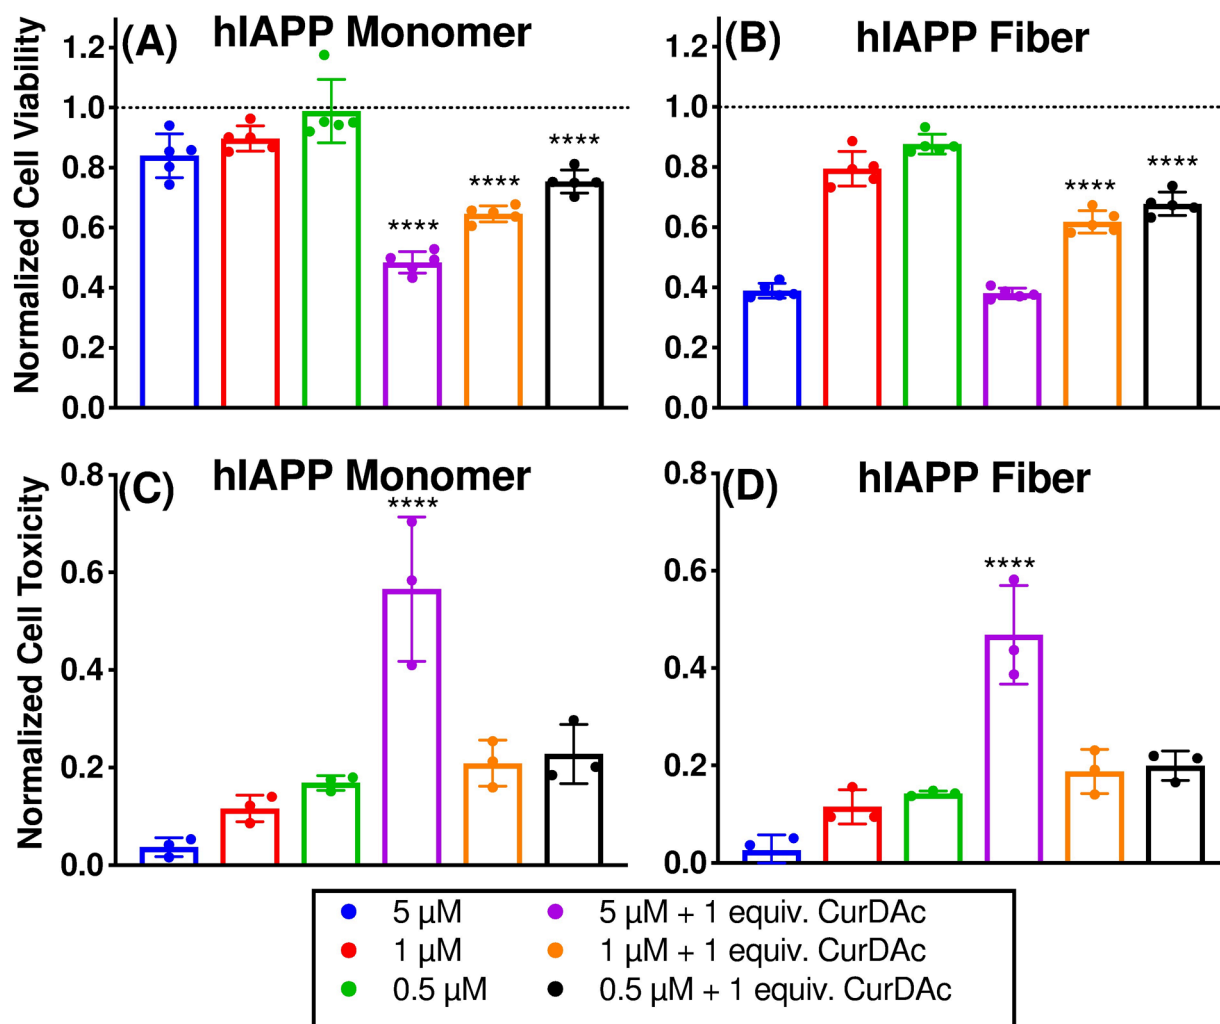 (A) hIAPP Monomer
Normalized Cell Viability
1.2
1.0
0.8
0.6
0.4
0.2
0.0
****
****
****
(B) hIAPP Fiber
1.2
1.0
0.8
0.6
0.4
0.2
0.0
****
****
(C) hIAPP Monomer
Normalized Cell Toxicity
0.8
0.6
0.4
0.2
0.0
****
(D) hIAPP Fiber
0.8
0.6
0.4
0.2
0.0
****
5 µM
1 µM
0.5 µM
5 µM + 1 equiv. CurDAc
1 µM + 1 equiv. CurDAc
0.5 µM + 1 equiv. CurDAc